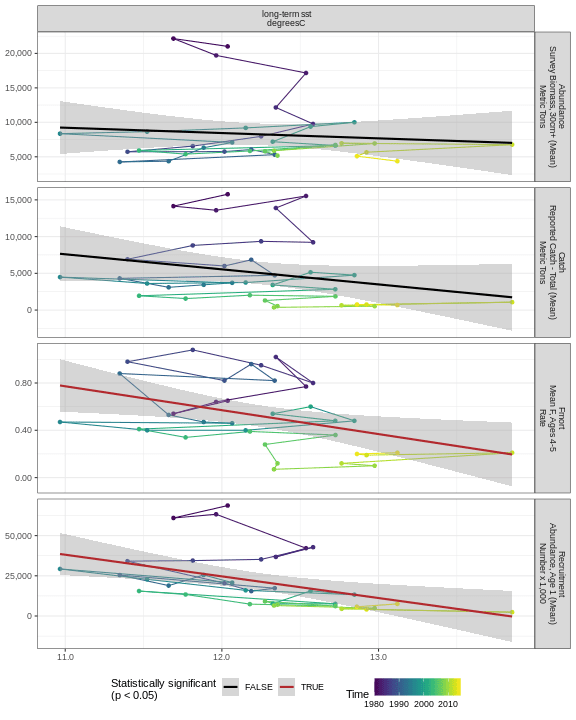 long-term sst
degreesC
20,000
15,000
10,000
5,000
Abundance
Survey Biomass, 30cm+ (Mean)
Metric Tons
15,000
10,000
5,000
0
Catch
Reported Catch - Total (Mean)
Metric Tons
0.80
0.40
0.00
Fmort
Mean F, Ages 4-5
Rate
50,000
25,000
0
Recruitment
Abundance, Age 1 (Mean)
Number x 1,000
11.0 12.0 13.0
Statistically significant
(p < 0.05)
FALSE TRUE
Time
1980 1990 2000 2010